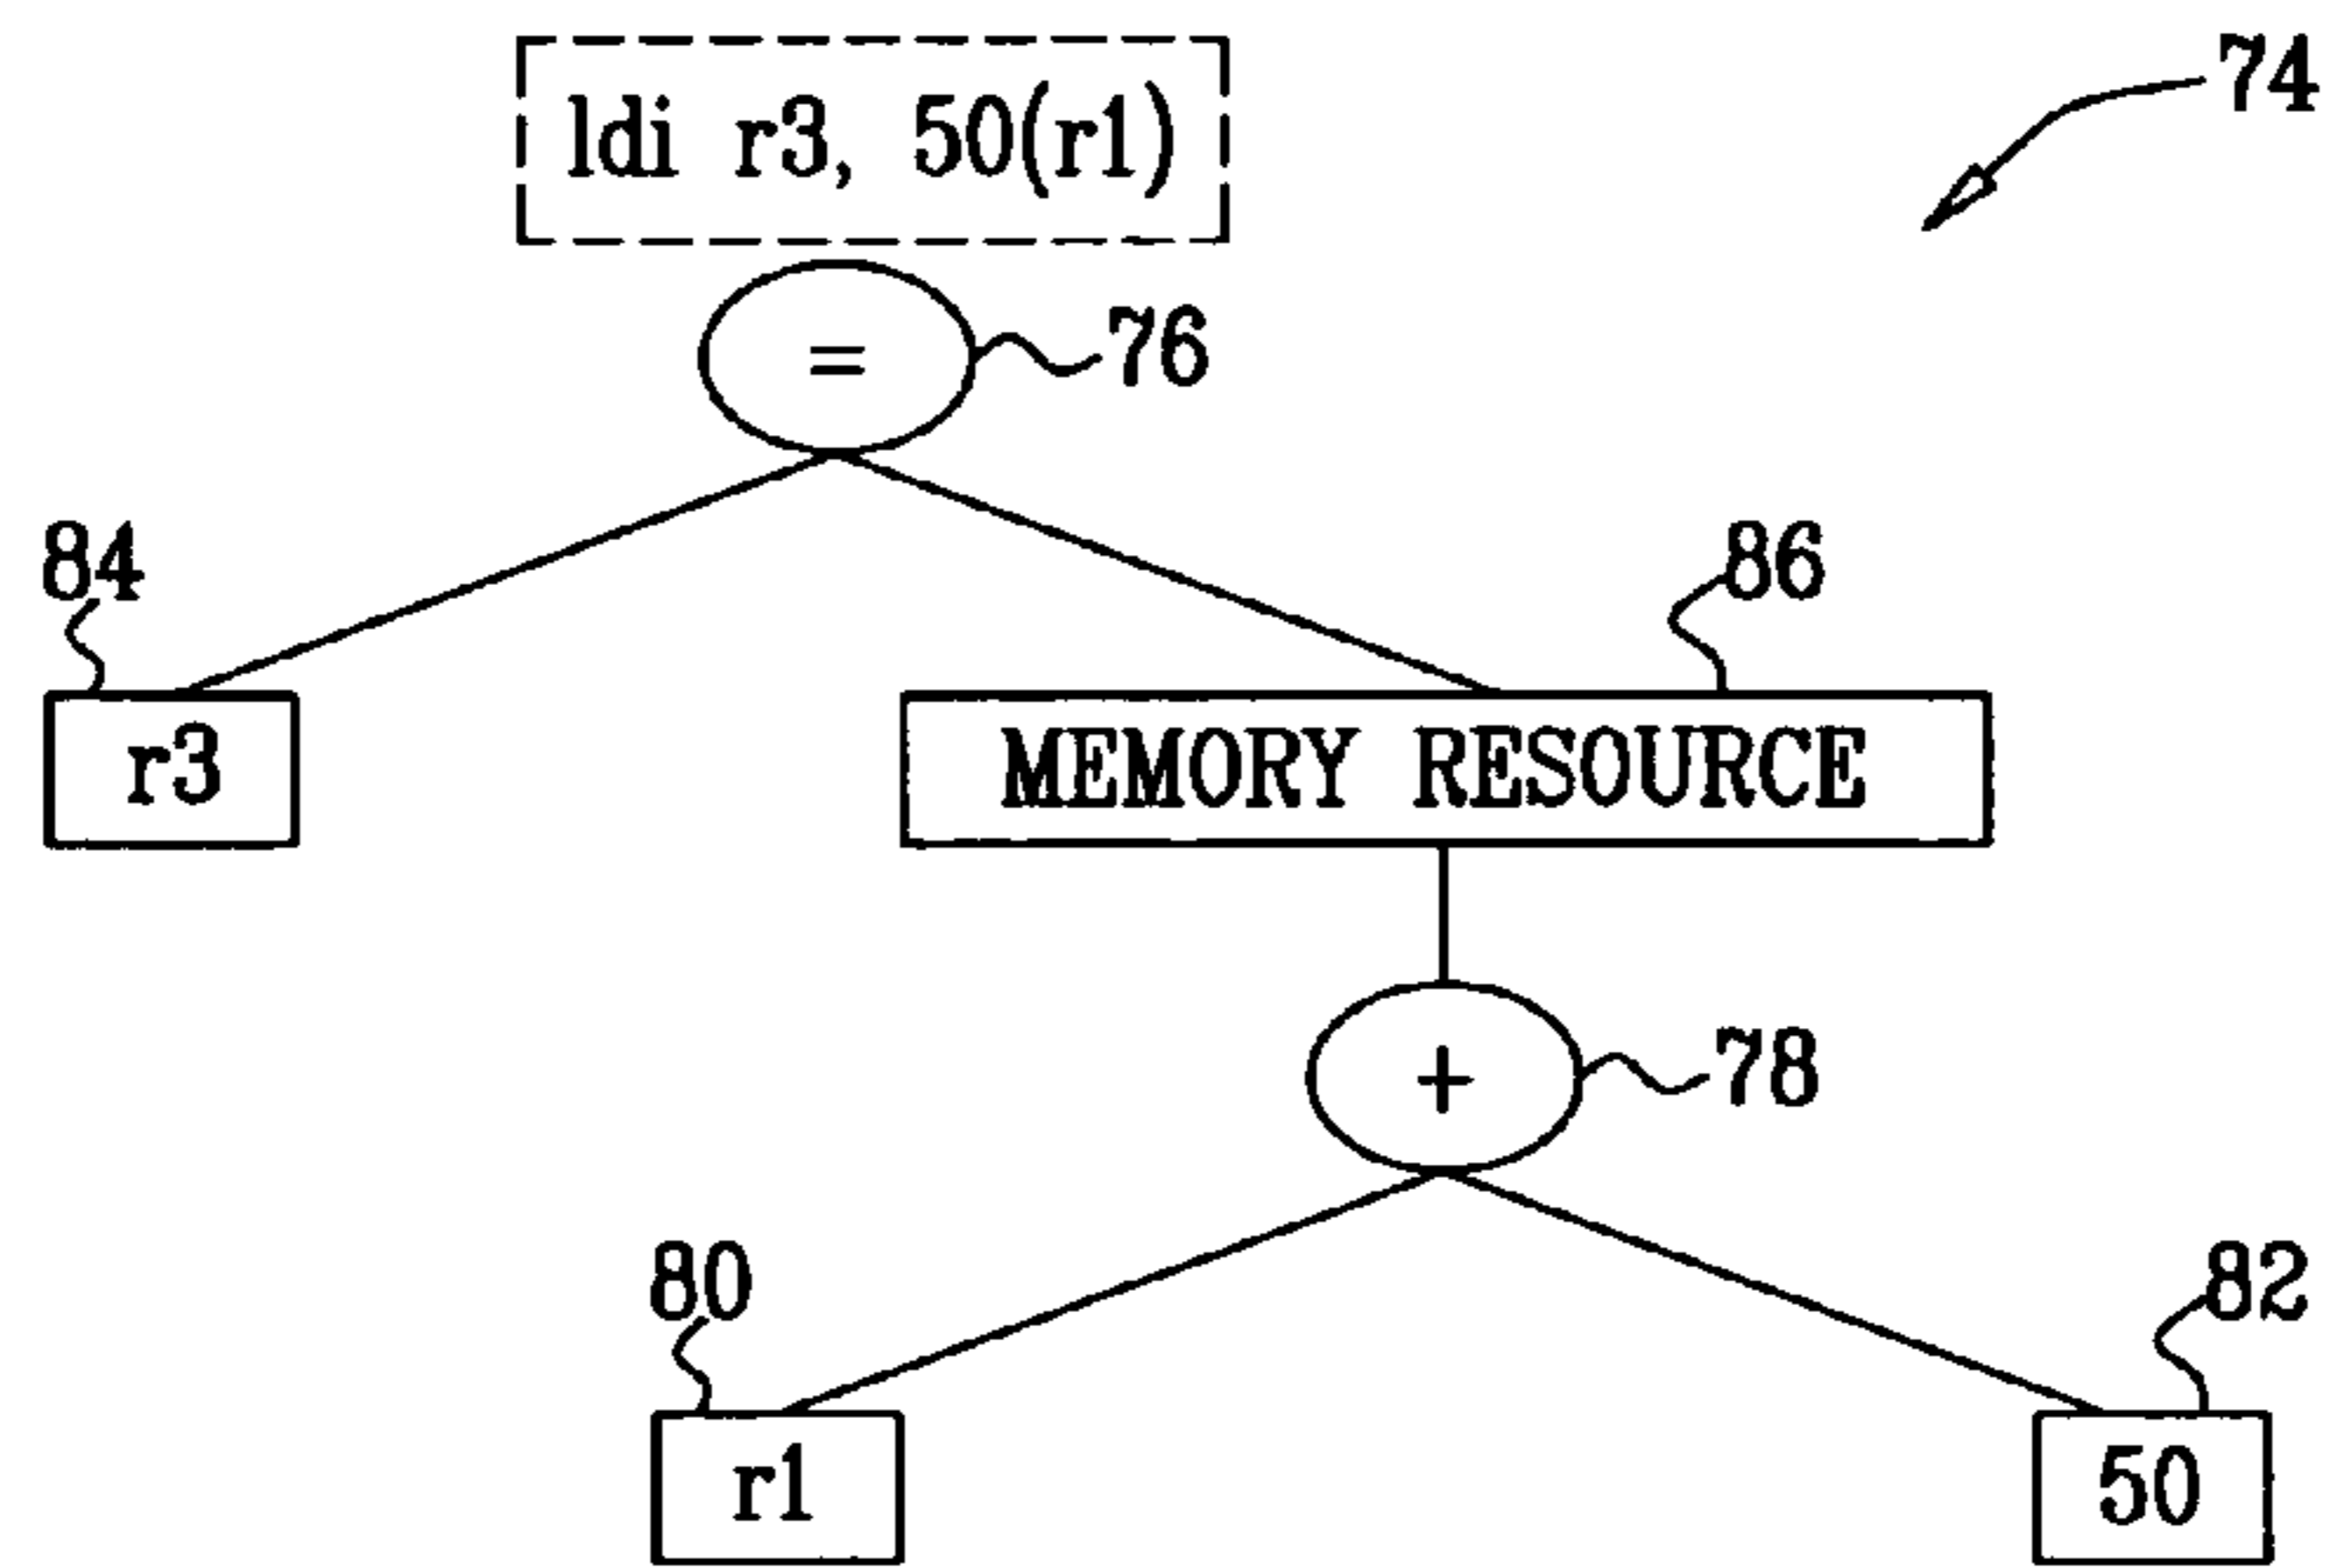 ldi r3, 50(r1)
74
=
76
84
86
r3
MEMORY RESOURCE
+
78
80
82
r1
50